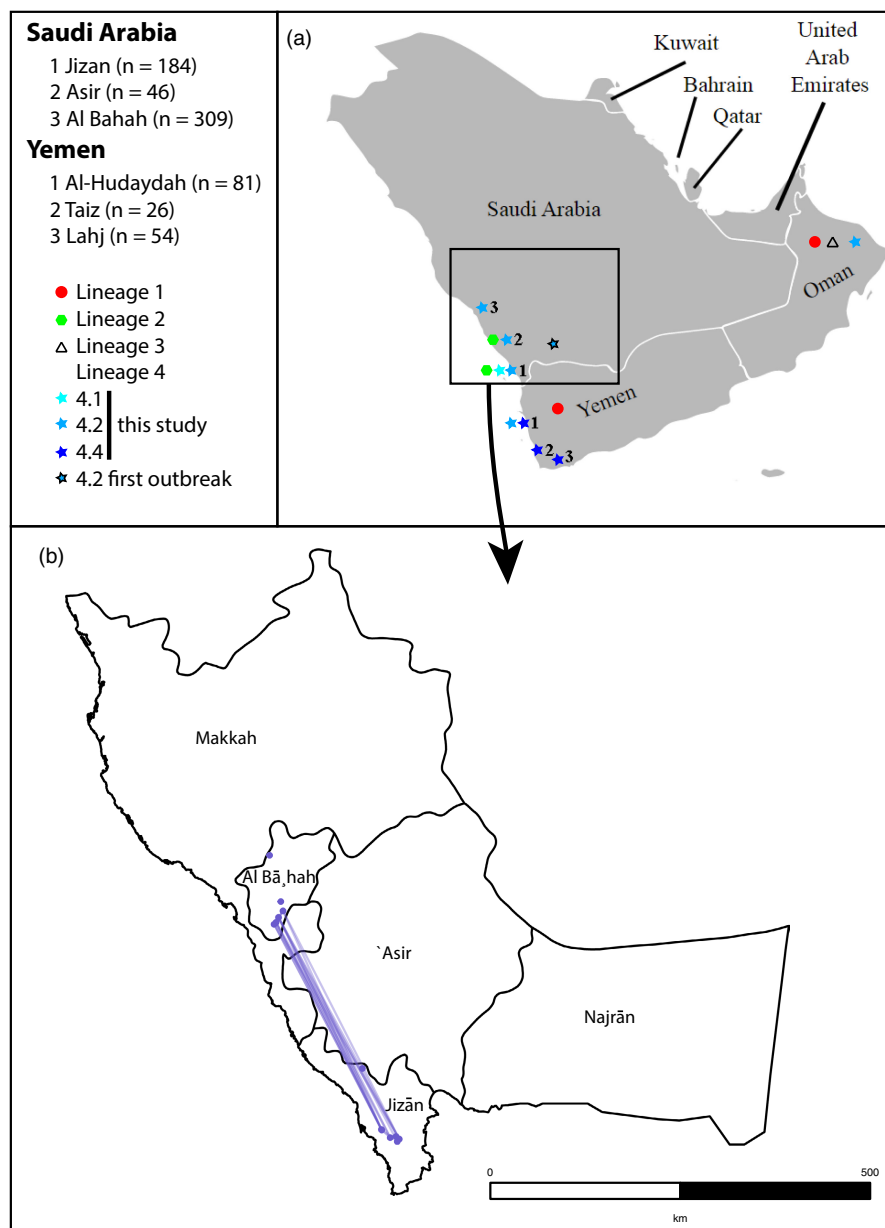 Saudi Arabia
1 Jizan (n = 184)
2 Asir (n = 46)
3 Al Bahah (n = 309)
Yemen
1 Al-Hudaydah (n = 81)
2 Taiz (n = 26)
3 Lahj (n = 54)
Lineage 1
Lineage 2
Lineage 3
Lineage 4
4.1
4.2
this study
4.4
4.2 first outbreak
(a)
Kuwait
United
Arab
Emirates
Bahrain
Qatar
Saudi Arabia
Oman
3
2
1
Yemen
1
2
3
(b)
Makkah
Al Bā¸hah
`Asir
Najrān
Jizān
0
500
km